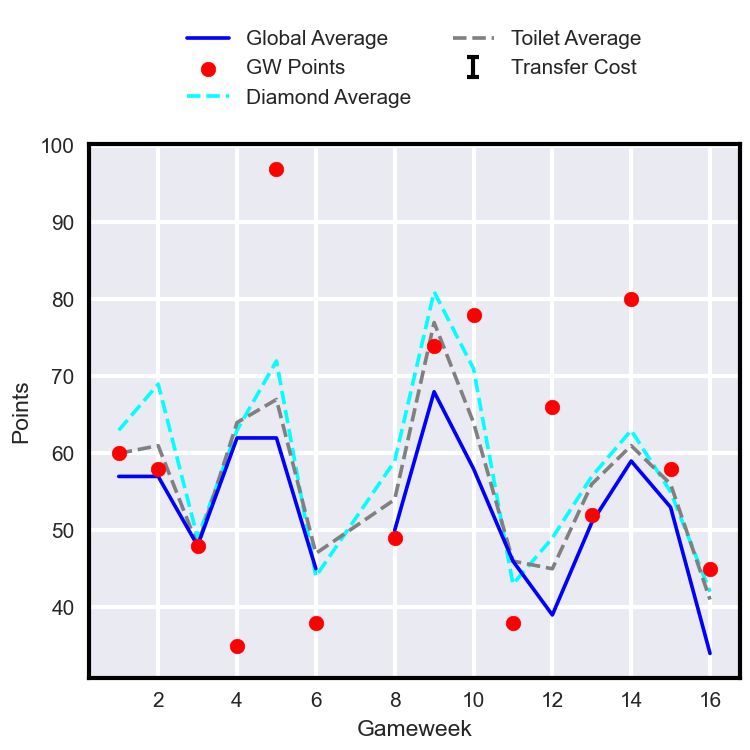 Global Average
GW Points
Diamond Average
Toilet Average
Transfer Cost
100
90
80
70
60
50
40
Points
2 4 6 8 10 12 14 16
Gameweek